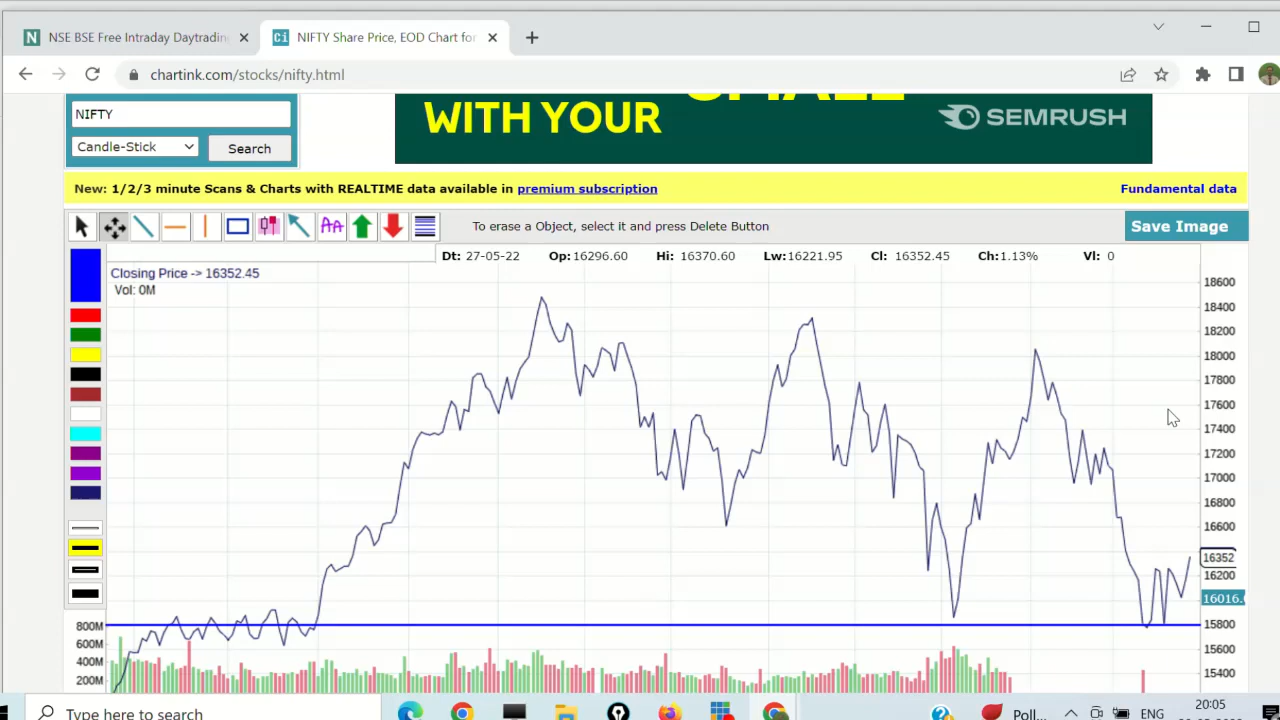 NSE BSE Free Intraday Daytrading
NIFTY Share Price, EOD Chart for
chartink.com/stocks/nifty.html
NIFTY
Candle-Stick
Search
WITH YOUR
SEMRUSH
New: 1/2/3 minute Scans & Charts with REALTIME data available in premium subscription
Fundamental data
To erase a Object, select it and press Delete Button
Save Image
Dt: 27-05-22 Op:16296.60 Hi: 16370.60 Lw:16221.95 Cl: 16352.45 Ch:1.13% Vl: 0
Closing Price -> 16352.45
Vol: 0M
18600
18400
18200
18000
17800
17600
17400
17200
17000
16800
16600
16352
16200
16016.
15800
15600
15400
800M
600M
400M
200M
Type here to search
Poll...
ENG
20:05